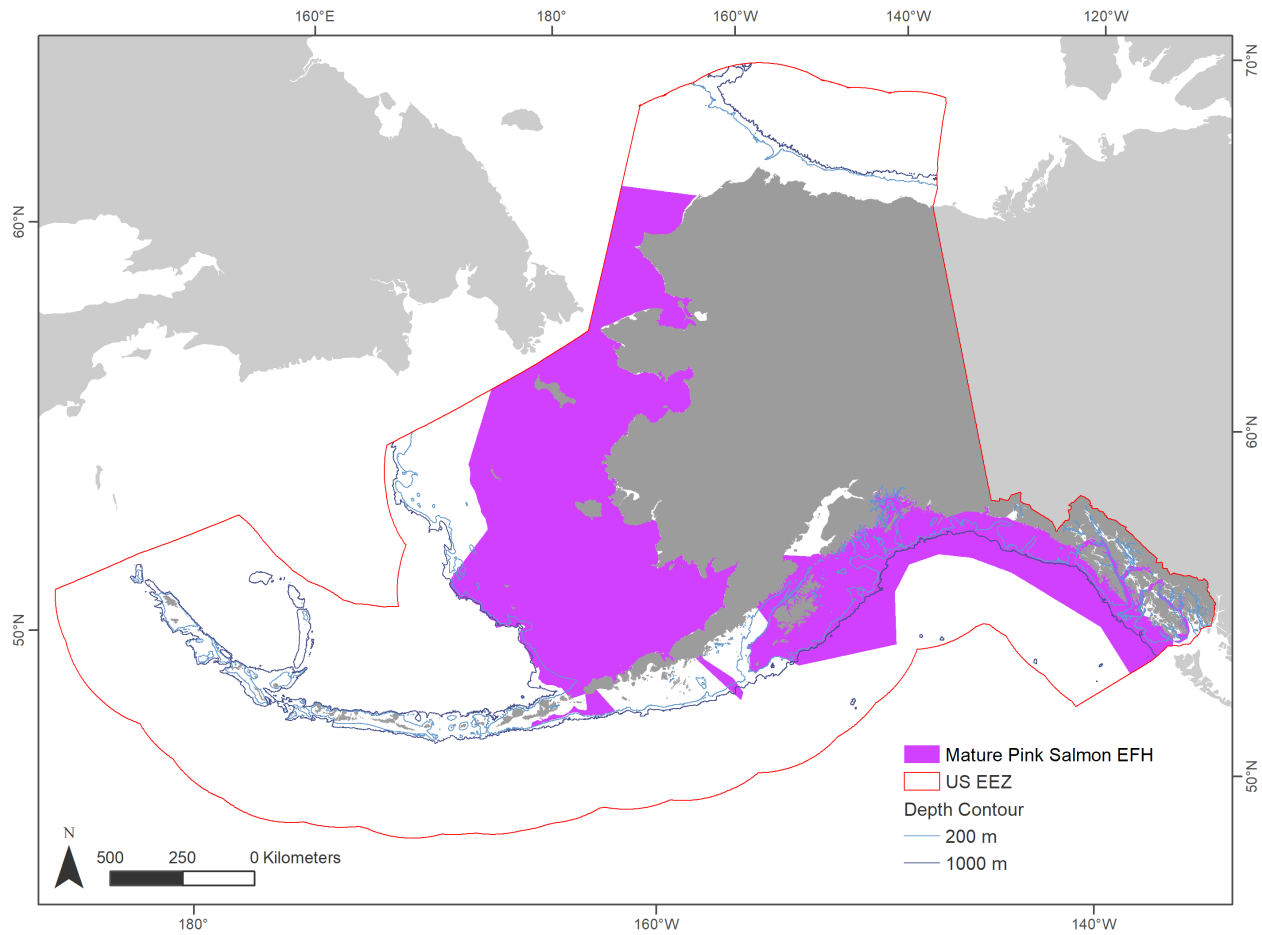 160°E 180° 160°W 140°W 120°W
70°N
60°N
60°N
50°N
50°N
Mature Pink Salmon EFH
US EEZ
Depth Contour
200 m
1000 m
N
500 250 0 Kilometers
180° 160°W 140°W